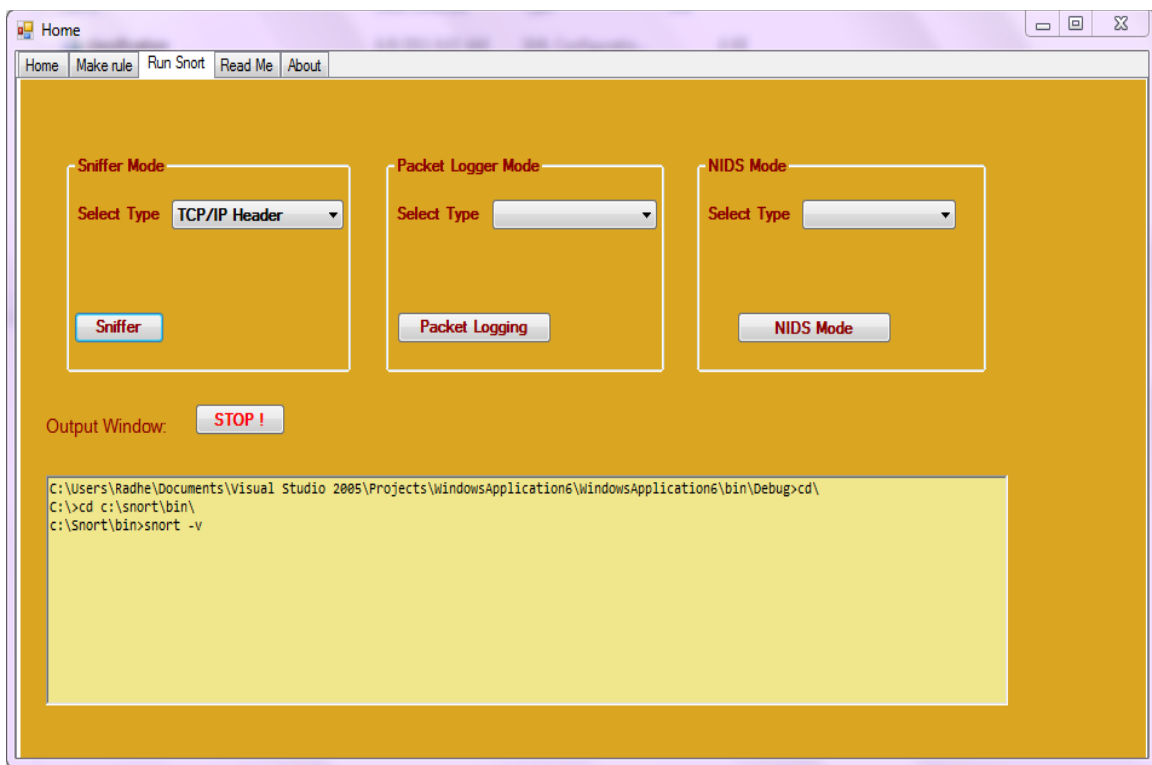 Home
Home Make rule Run Snort Read Me About
Sniffer Mode Packet Logger Mode NIDS Mode
Select Type TCP/IP Header Select Type Select Type
Sniffer Packet Logging NIDS Mode
Output Window: STOP !
C:\Users\Radhe\Documents\Visual Studio 2005\Projects\WindowsApplication6\WindowsApplication6\bin\Debug>cd\
C:\>cd c:\snort\bin\
c:\Snort\bin>snort -v